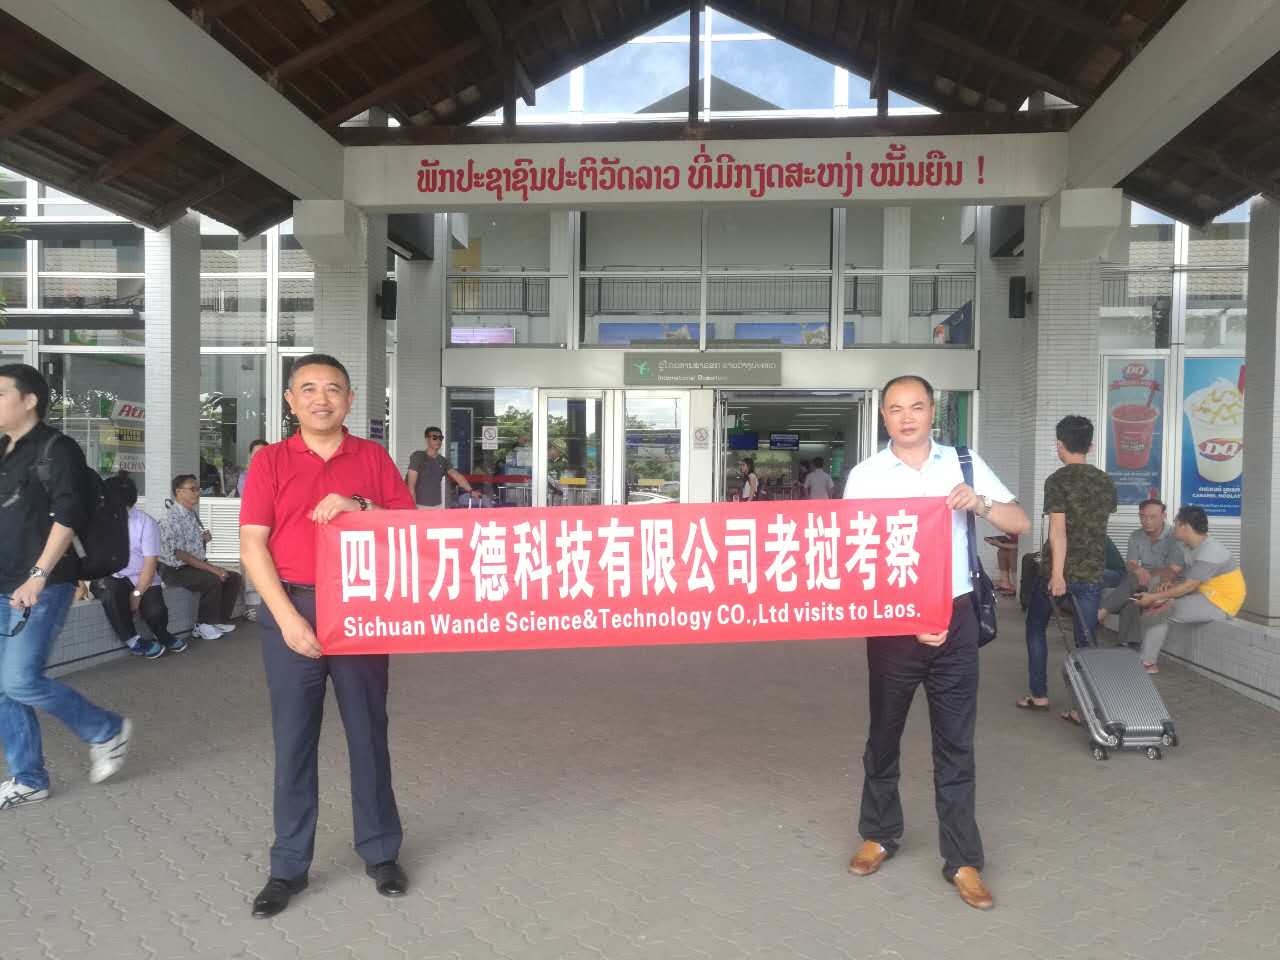 ພັກປະຊາຊົນປະຕິວັດລາວ ທີ່ມີກຽດສະຫງ່າ ໝັ້ນຍືນ !
International Departure
DQ
DQ
四川万德科技有限公司老挝考察
Sichuan Wande Science&Technology CO.,Ltd visits to Laos.